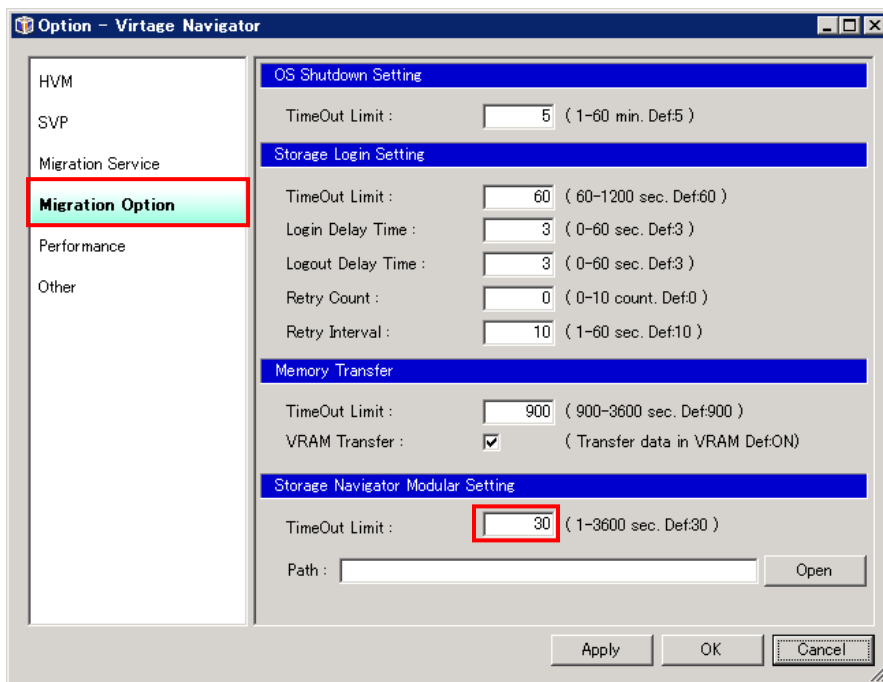 Option - Virtage Navigator
HVM
SVP
Migration Service
Migration Option
Performance
Other
OS Shutdown Setting
TimeOut Limit : 5 ( 1-60 min. Def:5 )
Storage Login Setting
TimeOut Limit : 60 ( 60-1200 sec. Def:60 )
Login Delay Time : 3 ( 0-60 sec. Def:3 )
Logout Delay Time : 3 ( 0-60 sec. Def:3 )
Retry Count : 0 ( 0-10 count. Def:0 )
Retry Interval : 10 ( 1-60 sec. Def:10 )
Memory Transfer
TimeOut Limit : 900 ( 900-3600 sec. Def:900 )
VRAM Transfer : ( Transfer data in VRAM Def:ON)
Storage Navigator Modular Setting
TimeOut Limit : 30 ( 1-3600 sec. Def:30 )
Path : Open
Apply OK Cancel